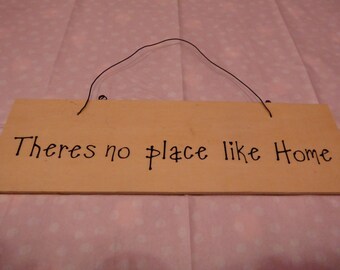 Theres no place like Home